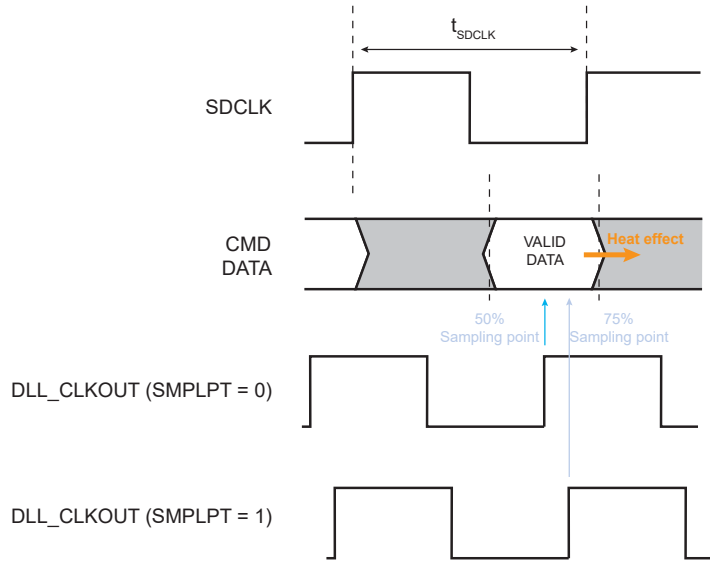 tSDCLK
SDCLK
CMD
DATA
VALID
DATA
Heat effect
50%
Sampling point
75%
Sampling point
DLL_CLKOUT (SMPLPT = 0)
DLL_CLKOUT (SMPLPT = 1)